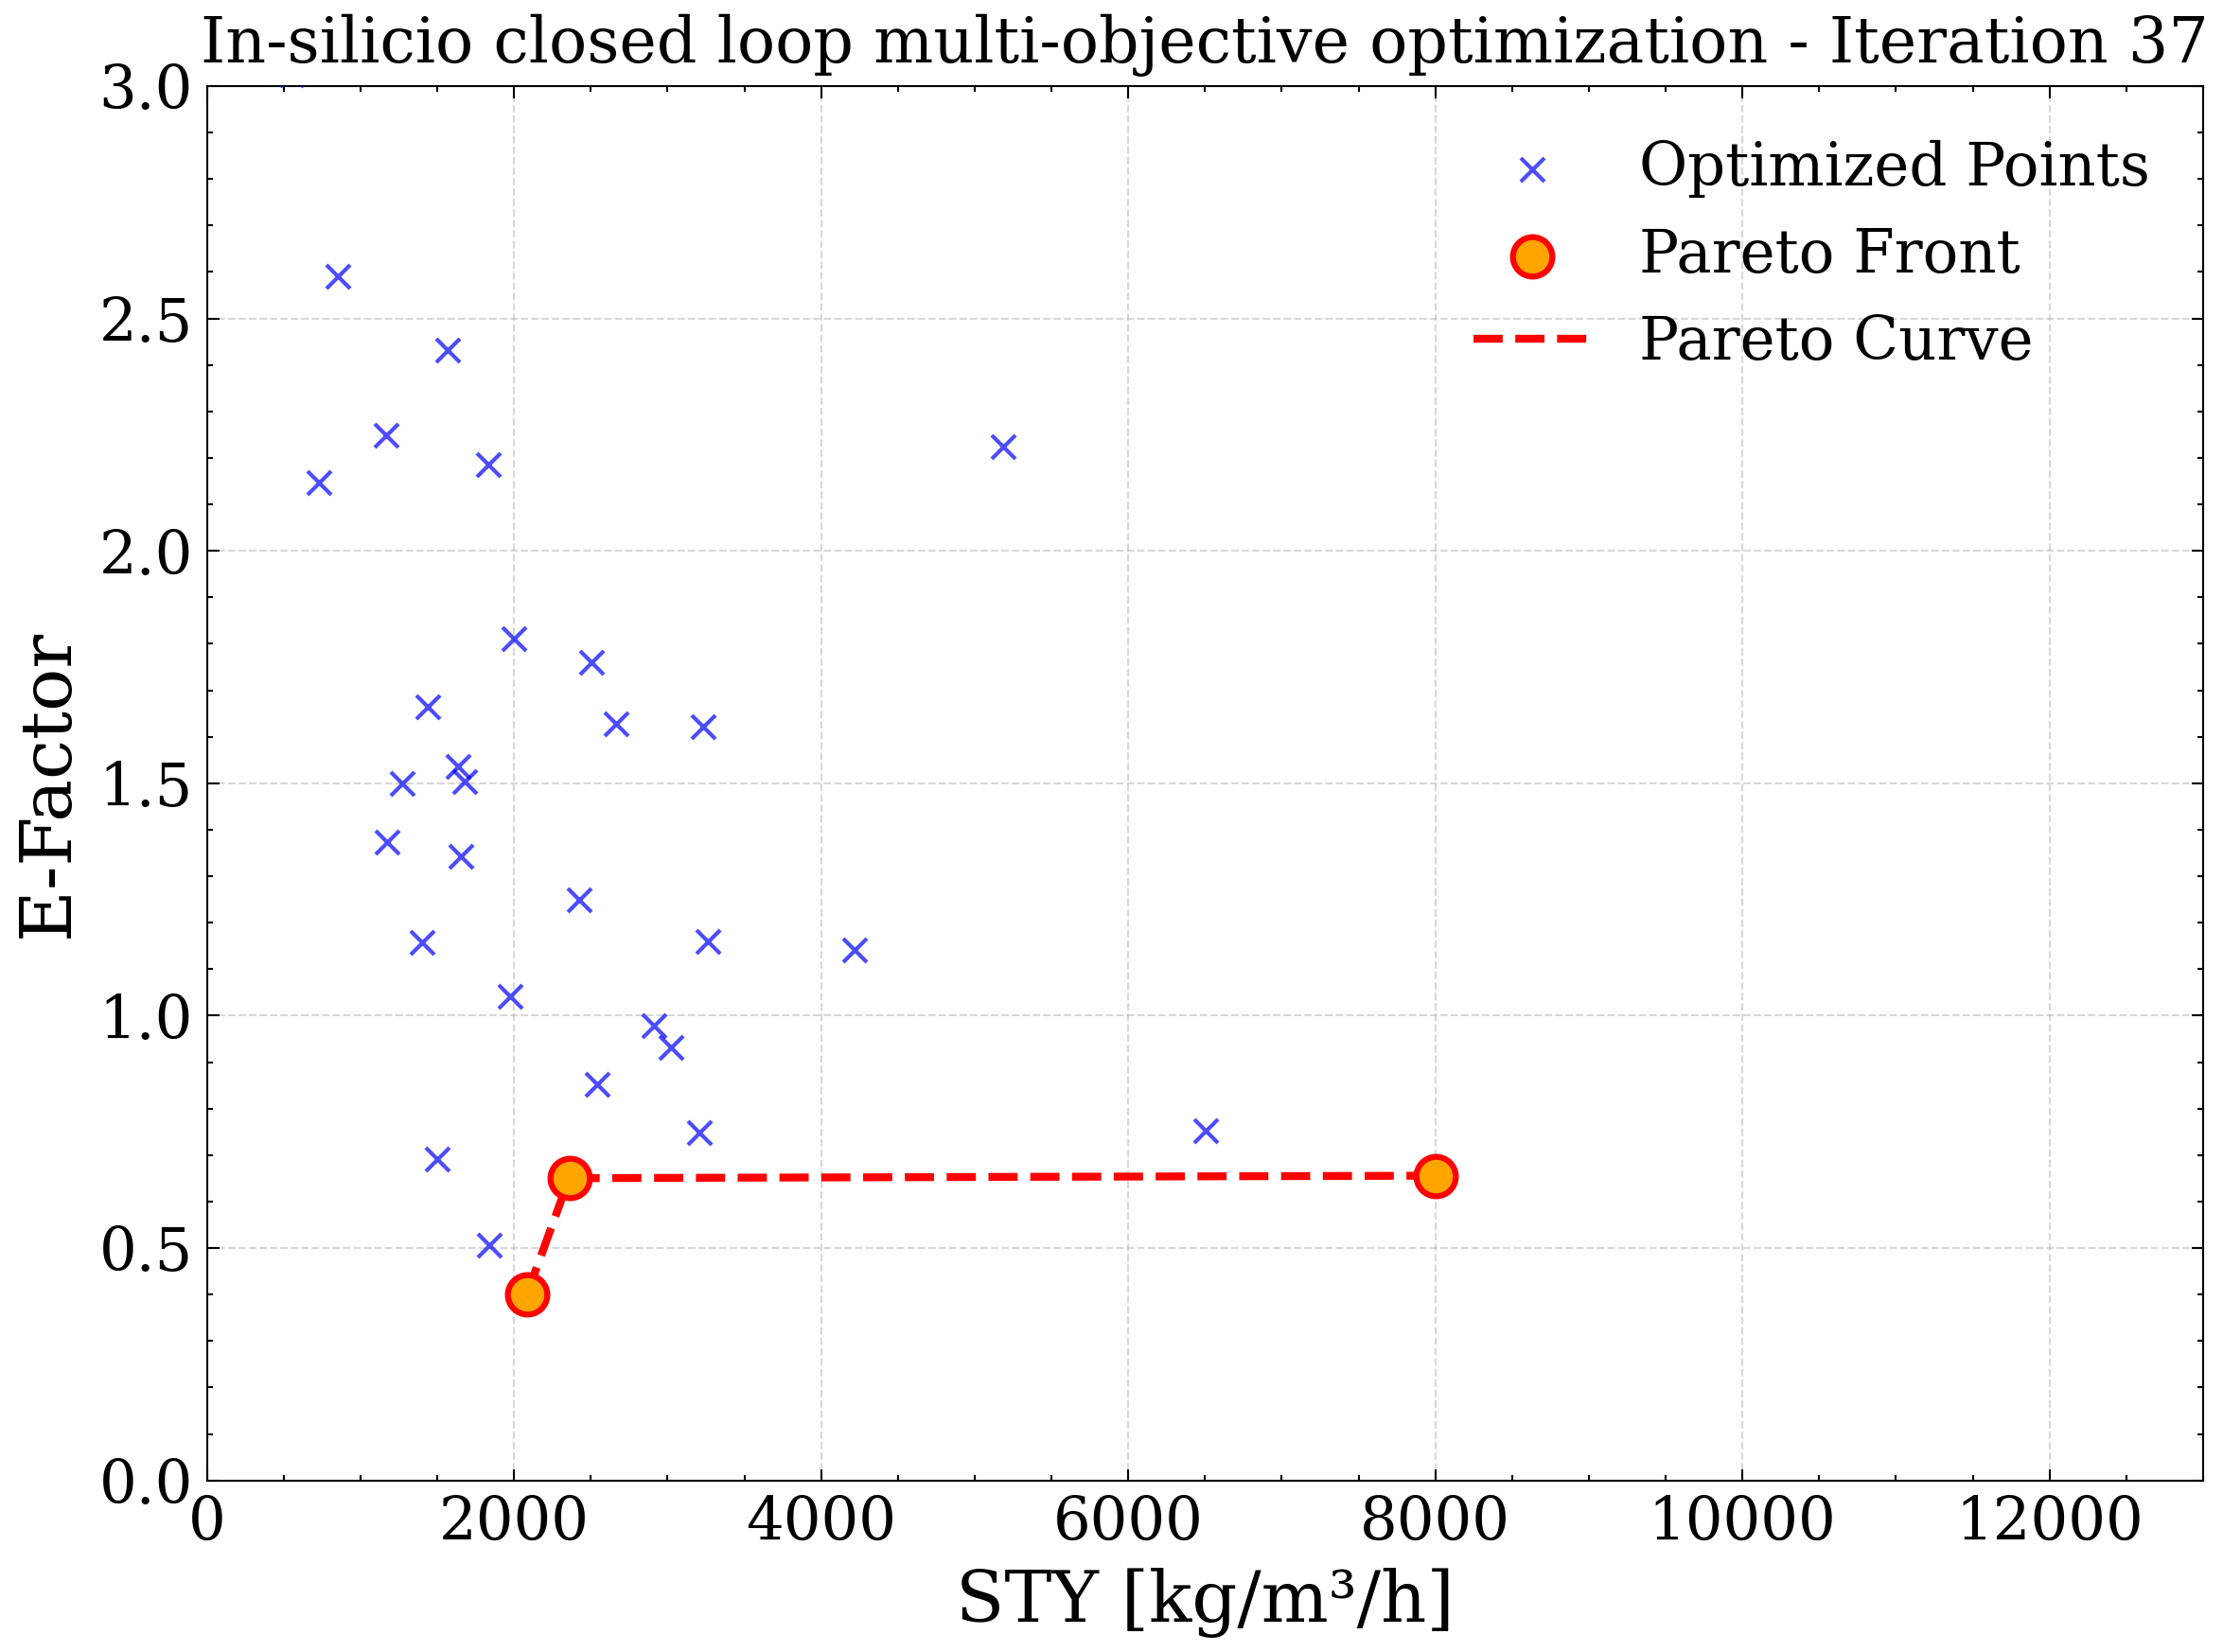 In-silicio closed loop multi-objective optimization - Iteration 37
3.0
2.5
2.0
1.5
1.0
0.5
0.0
E-Factor
Optimized Points
Pareto Front
Pareto Curve
0 2000 4000 6000 8000 10000 12000
STY [kg/m³/h]